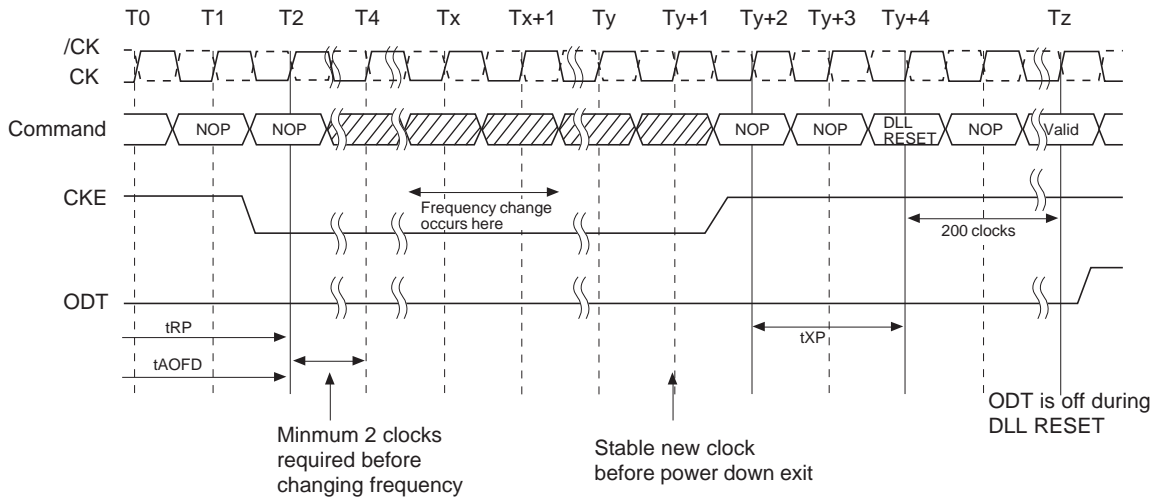 T0 T1 T2 T4 Tx Tx+1 Ty Ty+1 Ty+2 Ty+3 Ty+4 Tz
/CK
CK
Command
NOP NOP NOP NOP DLL RESET NOP Valid
CKE
Frequency change
occurs here
200 clocks
ODT
tRP
tXP
tAOFD
ODT is off during
DLL RESET
Minmum 2 clocks
required before
changing frequency
Stable new clock
before power down exit